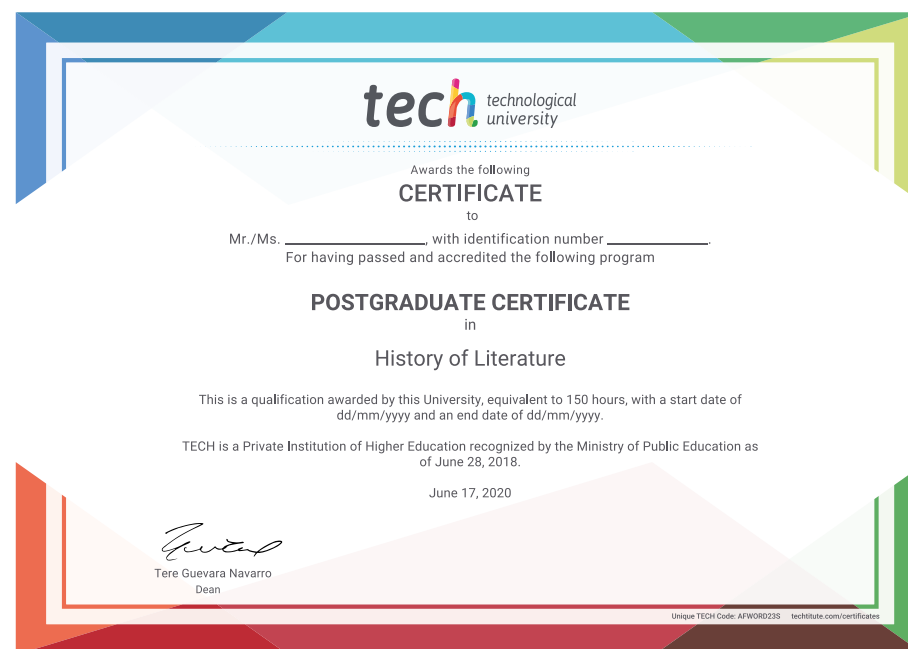 tech technological
university
Awards the following
CERTIFICATE
to
Mr./Ms. ____________, with identification number ____________.
For having passed and accredited the following program
POSTGRADUATE CERTIFICATE
in
History of Literature
This is a qualification awarded by this University, equivalent to 150 hours, with a start date of
dd/mm/yyyy and an end date of dd/mm/yyyy.
TECH is a Private Institution of Higher Education recognized by the Ministry of Public Education as
of June 28, 2018.
June 17, 2020
Tere Guevara Navarro
Dean
Unique TECH Code: AFWORD23S techtitute.com/certificates